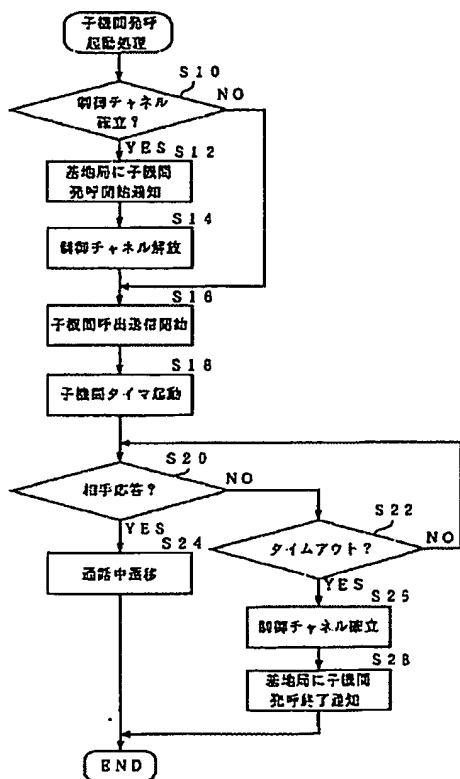 子機間発呼
起動処理
S10
制御チャネル
確立?
NO
YES
S12
基地局に子機間
発呼開始通知
S14
制御チャネル解放
S16
子機間呼出送信開始
S18
子機間タイマ起動
S20
相手応答?
NO
YES
S22
タイムアウト?
NO
YES
S24
通話中遷移
S26
制御チャネル確立
S28
基地局に子機間
発呼終了通知
END